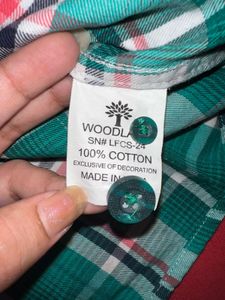 WOODLA
SN# LFCS-24
100% COTTON
EXCLUSIVE OF DECORATION
MADE IN